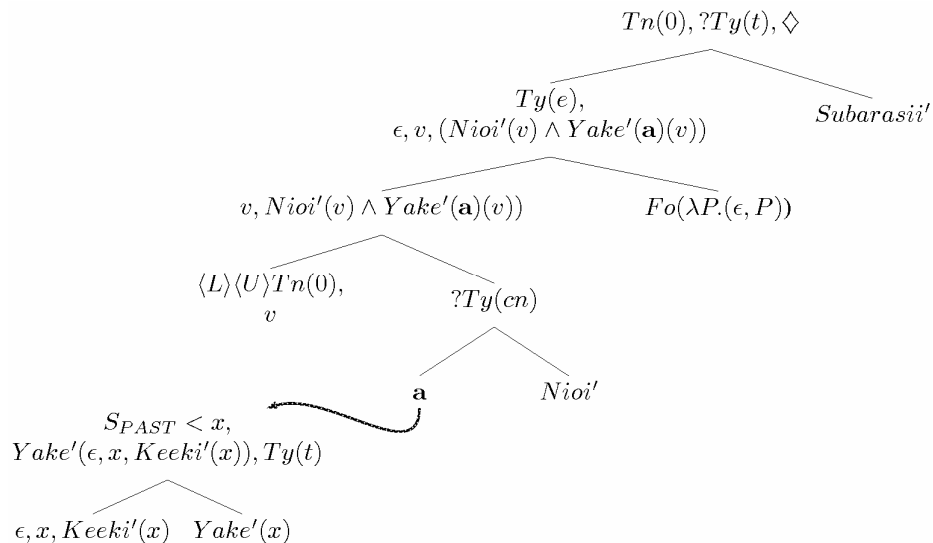 Tn(0), ?Ty(t), ◇
Ty(e),
ϵ, v, (Nioi′(v) ∧ Yake′(a)(v))
Subarasii′
v, Nioi′(v) ∧ Yake′(a)(v))
Fo(λP.(ϵ, P))
⟨L⟩⟨U⟩Tn(0),
v
?Ty(cn)
a
Nioi′
S_PAST < x,
Yake′(ϵ, x, Keeki′(x)), Ty(t)
ϵ, x, Keeki′(x) Yake′(x)